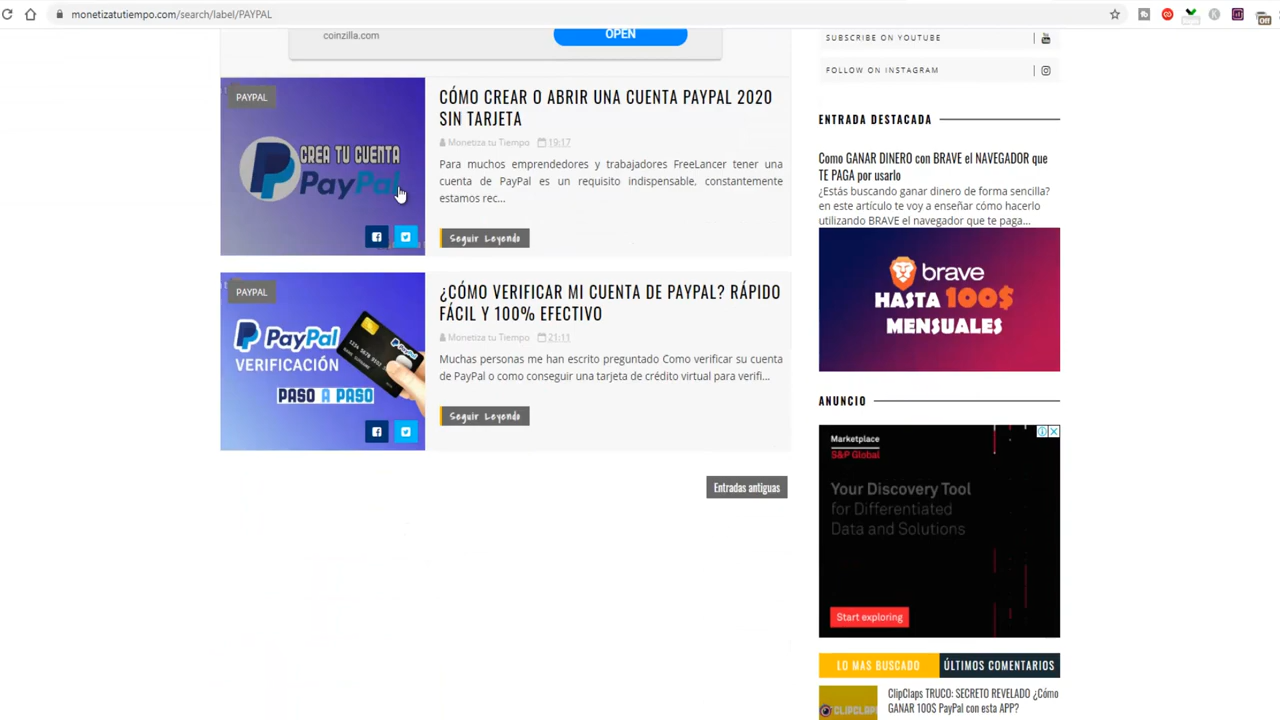 monetizatutiempo.com/search/label/PAYPAL
coinzilla.com
OPEN
PAYPAL
CREA TU CUENTA
PayPal
CÓMO CREAR O ABRIR UNA CUENTA PAYPAL 2020
SIN TARJETA
Monetiza tu Tiempo 19:17
Para muchos emprendedores y trabajadores FreeLancer tener una
cuenta de PayPal es un requisito indispensable, constantemente
estamos rec...
Seguir Leyendo
PAYPAL
PayPal
VERIFICACIÓN
PASO A PASO
¿CÓMO VERIFICAR MI CUENTA DE PAYPAL? RÁPIDO
FÁCIL Y 100% EFECTIVO
Monetiza tu Tiempo 21:11
Muchas personas me han escrito preguntado Como verificar su cuenta
de PayPal o como conseguir una tarjeta de crédito virtual para verifi...
Seguir Leyendo
Entradas antiguas
SUBSCRIBE ON YOUTUBE
FOLLOW ON INSTAGRAM
ENTRADA DESTACADA
Como GANAR DINERO con BRAVE el NAVEGADOR que
TE PAGA por usarlo
¿Estás buscando ganar dinero de forma sencilla?
en este artículo te voy a enseñar cómo hacerlo
utilizando BRAVE el navegador que te paga...
brave
HASTA 100$
MENSUALES
ANUNCIO
Marketplace
S&P Global
Your Discovery Tool
for Differentiated
Data and Solutions
Start exploring
LO MAS BUSCADO
ÚLTIMOS COMENTARIOS
CLIPCLAPS
ClipClaps TRUCO: SECRETO REVELADO ¿Cómo
GANAR 100$ PayPal con esta APP?